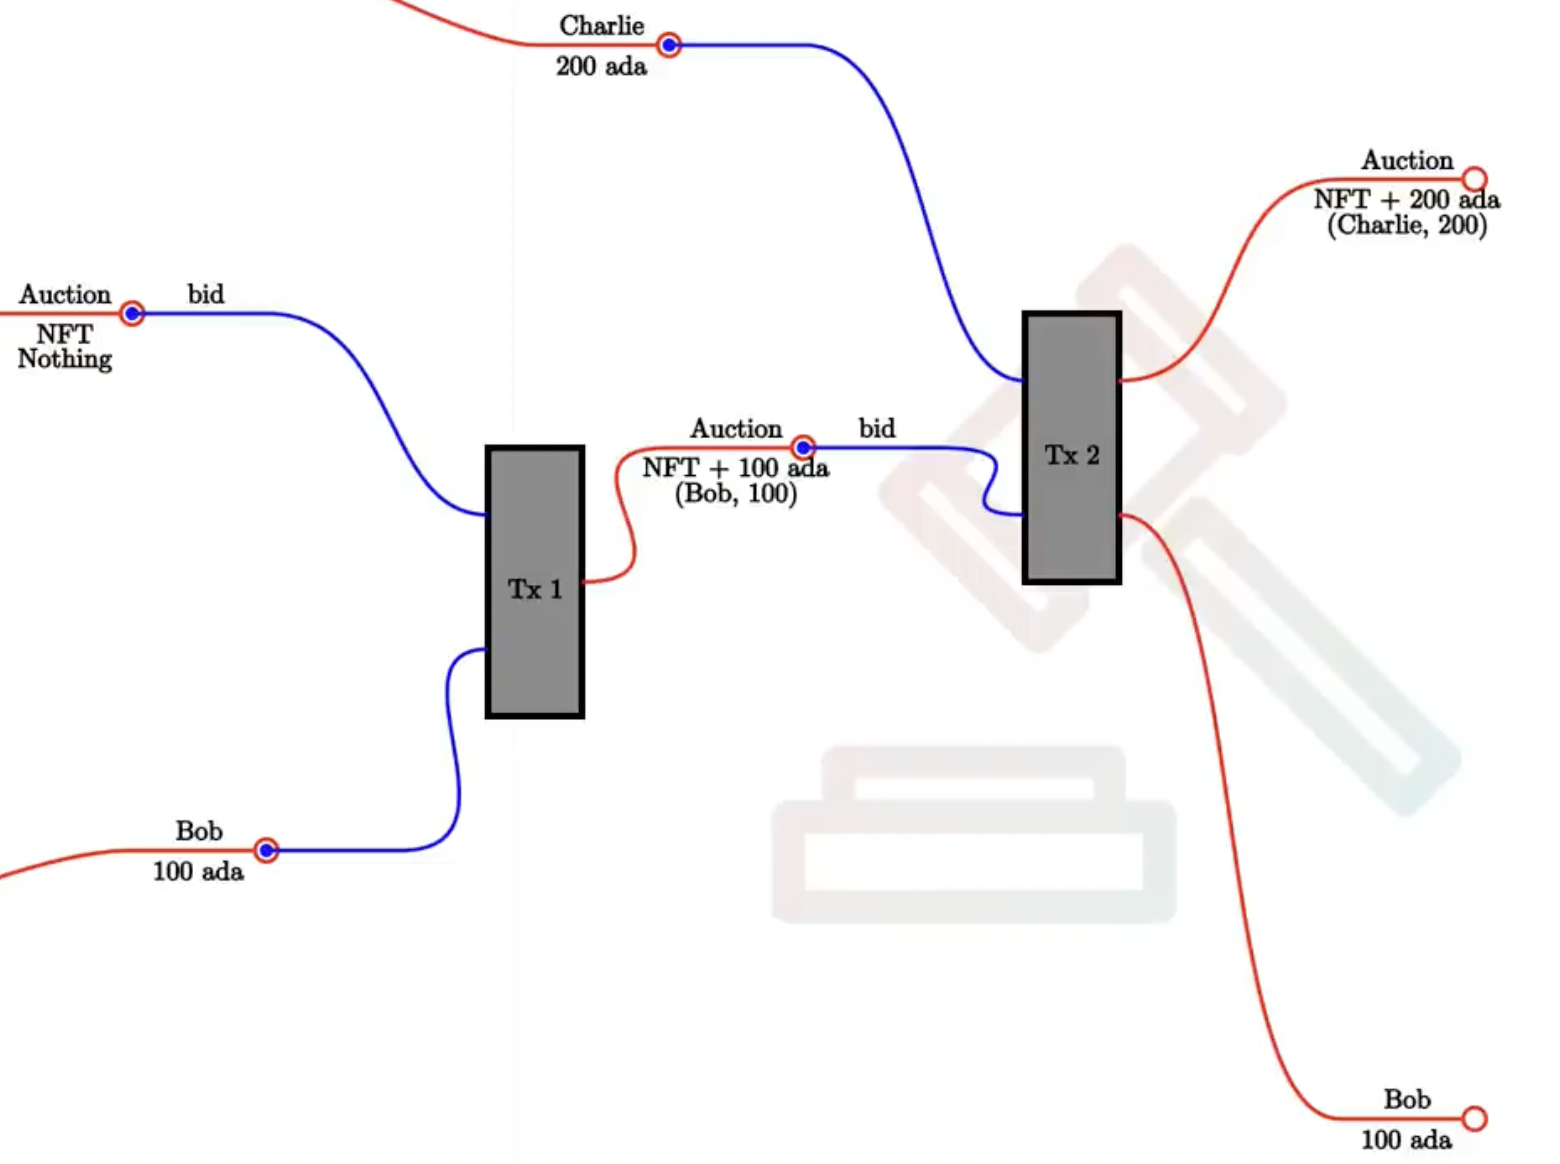 Charlie
200 ada
Auction
NFT + 200 ada
(Charlie, 200)
Auction
bid
NFT
Nothing
Auction
bid
NFT + 100 ada
(Bob, 100)
Tx 2
Tx 1
Bob
100 ada
Bob
100 ada